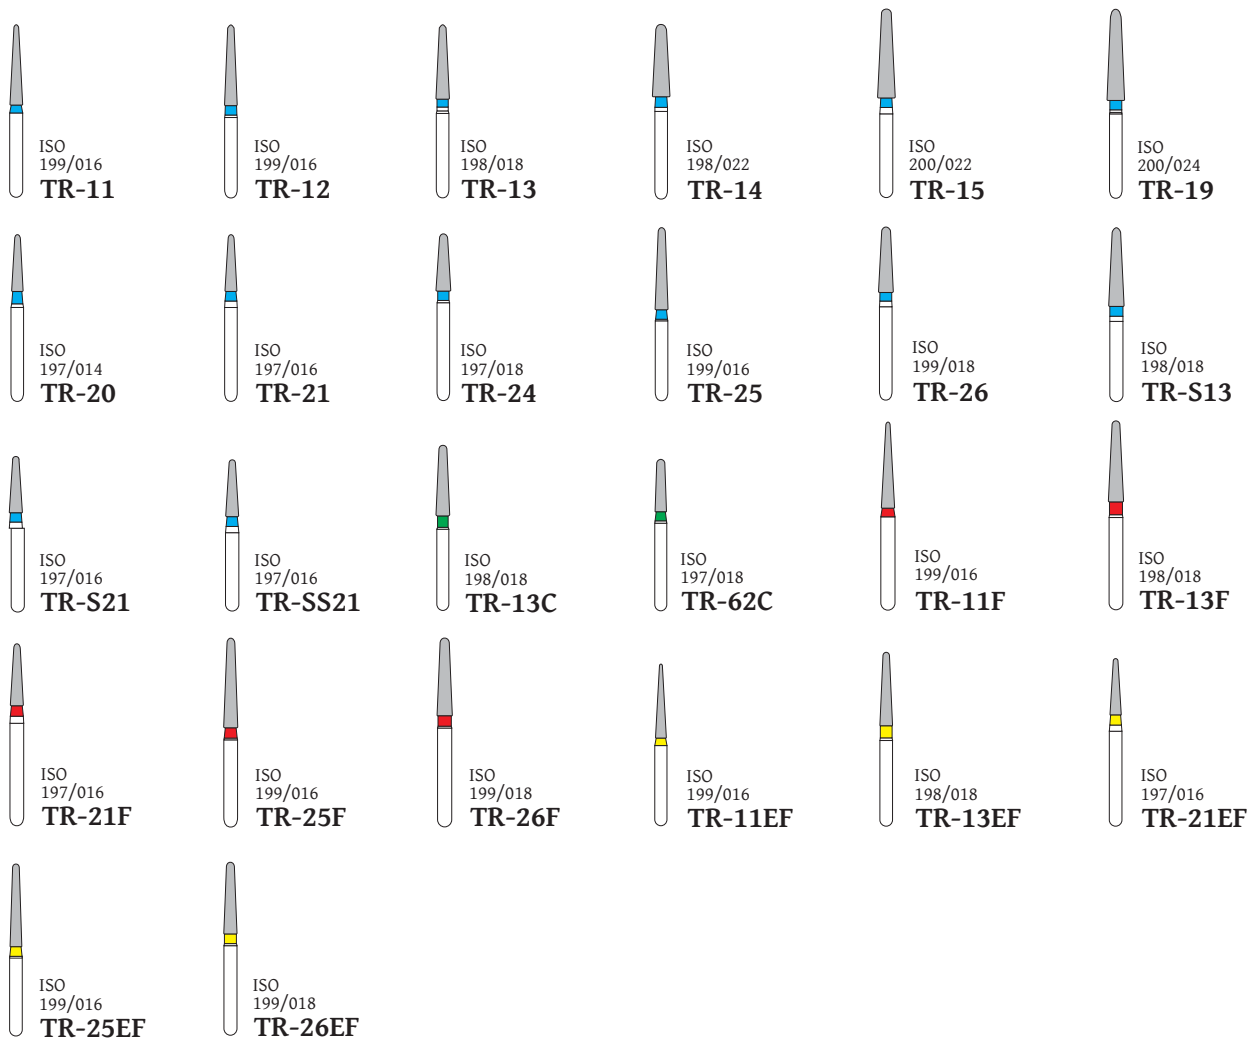 ISO
199/016
TR-11
ISO
199/016
TR-12
ISO
198/018
TR-13
ISO
198/022
TR-14
ISO
200/022
TR-15
ISO
200/024
TR-19
ISO
197/014
TR-20
ISO
197/016
TR-21
ISO
197/018
TR-24
ISO
199/016
TR-25
ISO
199/018
TR-26
ISO
198/018
TR-S13
ISO
197/016
TR-S21
ISO
197/016
TR-SS21
ISO
198/018
TR-13C
ISO
197/018
TR-62C
ISO
199/016
TR-11F
ISO
198/018
TR-13F
ISO
197/016
TR-21F
ISO
199/016
TR-25F
ISO
199/018
TR-26F
ISO
199/016
TR-11EF
ISO
198/018
TR-13EF
ISO
197/016
TR-21EF
ISO
199/016
TR-25EF
ISO
199/018
TR-26EF